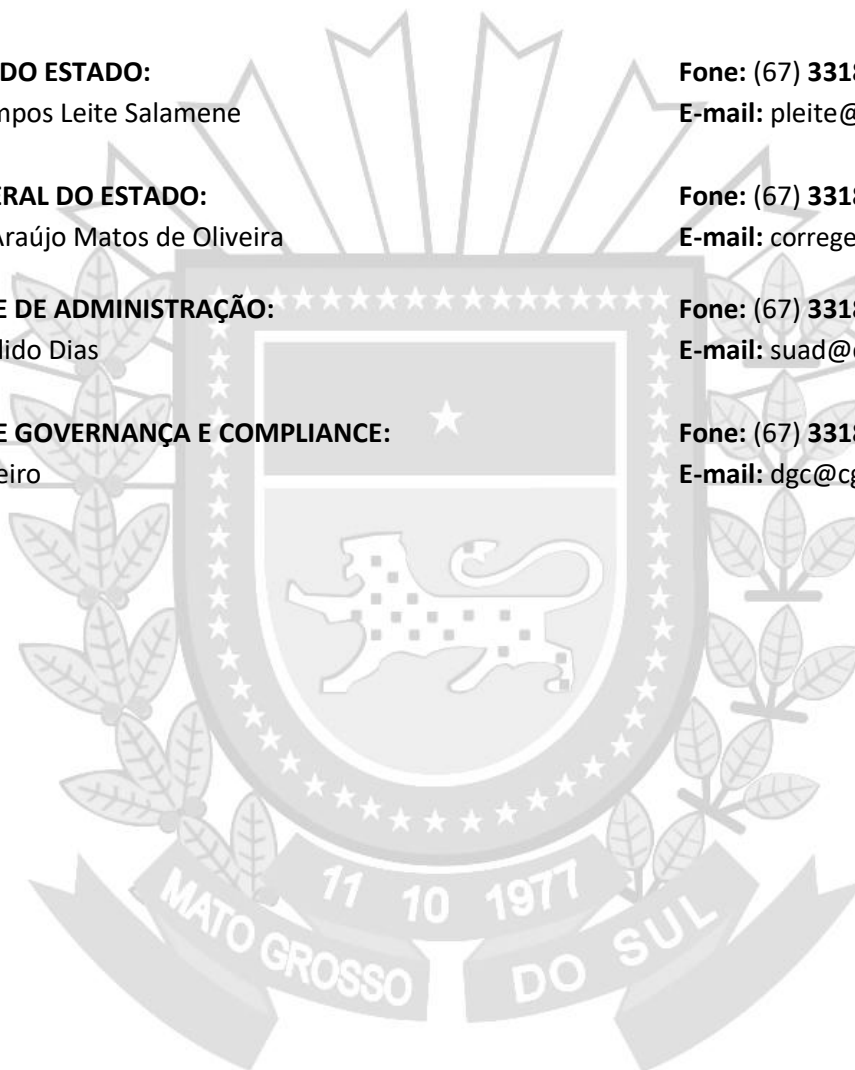 DO ESTADO: Fone: (67) 331
mpos Leite Salamene E-mail: pleite@
ERAL DO ESTADO: Fone: (67) 331
Araújo Matos de Oliveira E-mail: correge
E DE ADMINISTRAÇÃO: Fone: (67) 331
dido Dias E-mail: suad@
E GOVERNANÇA E COMPLIANCE: Fone: (67) 331
eiro E-mail: dgc@cg
11 10 1977
MATO GROSSO DO SUL